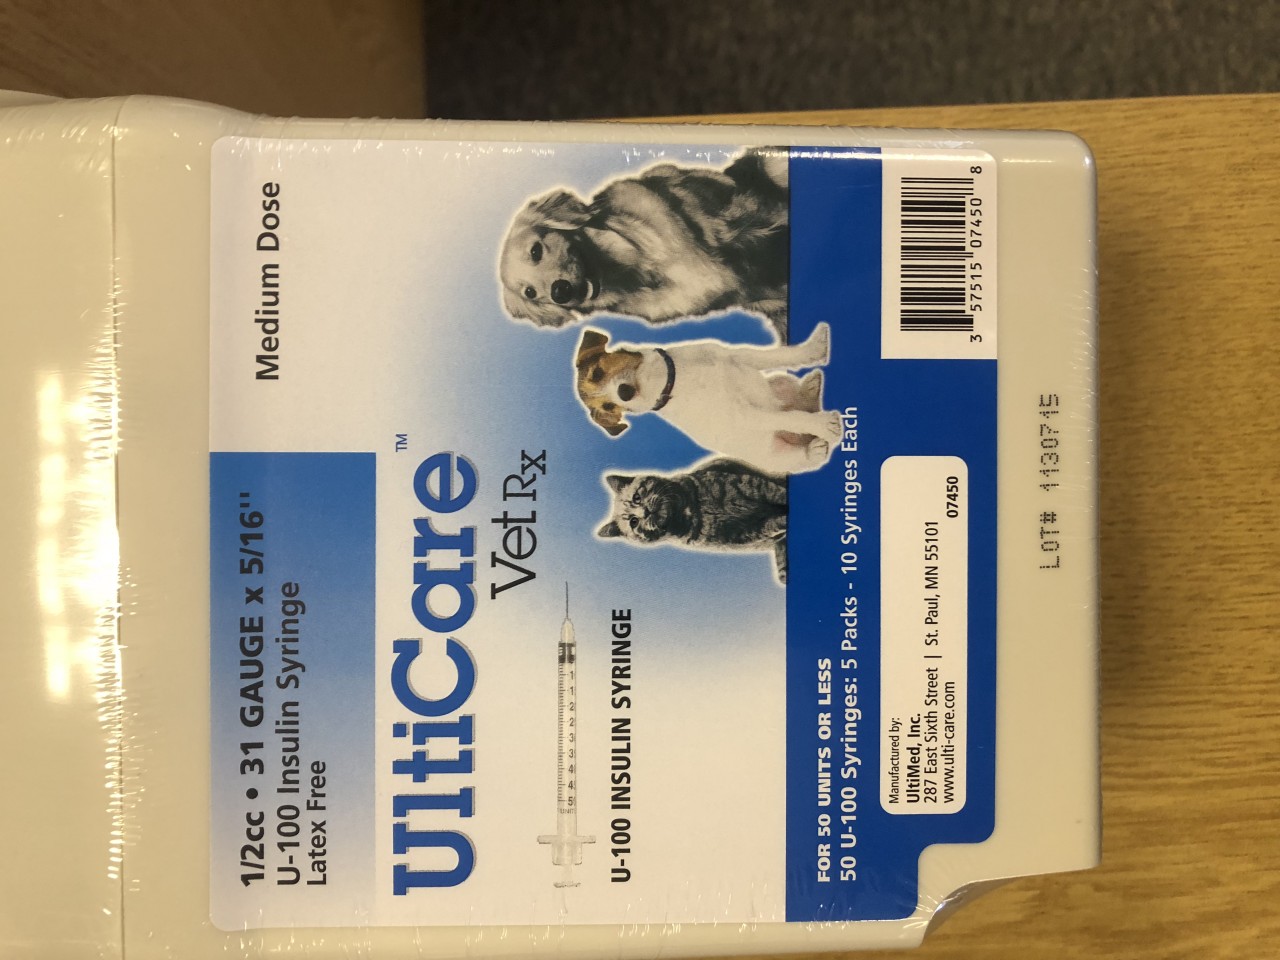 1/2cc • 31 GAUGE x 5/16''
U-100 Insulin Syringe
Latex Free
Medium Dose
UltiCare™
VetRx
U-100 INSULIN SYRINGE
FOR 50 UNITS OR LESS
50 U-100 Syringes: 5 Packs - 10 Syringes Each
Manufactured by:
UltiMed, Inc.
287 East Sixth Street | St. Paul, MN 55101
www.ulti-care.com
07450
3 57515 07450 8
LOT# 1130715